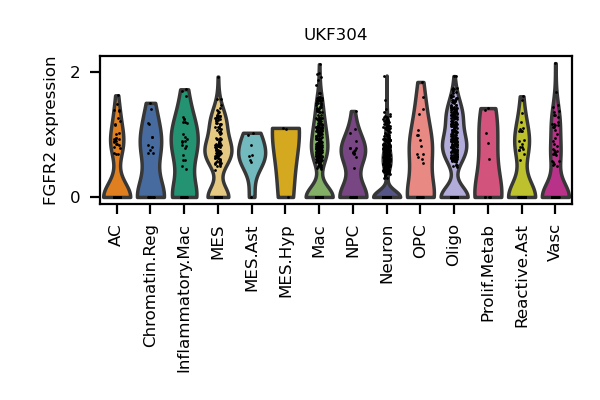 UKF304
FGFR2 expression
2
0
AC
Chromatin.Reg
Inflammatory.Mac
MES
MES.Ast
MES.Hyp
Mac
NPC
Neuron
OPC
Oligo
Prolif.Metab
Reactive.Ast
Vasc